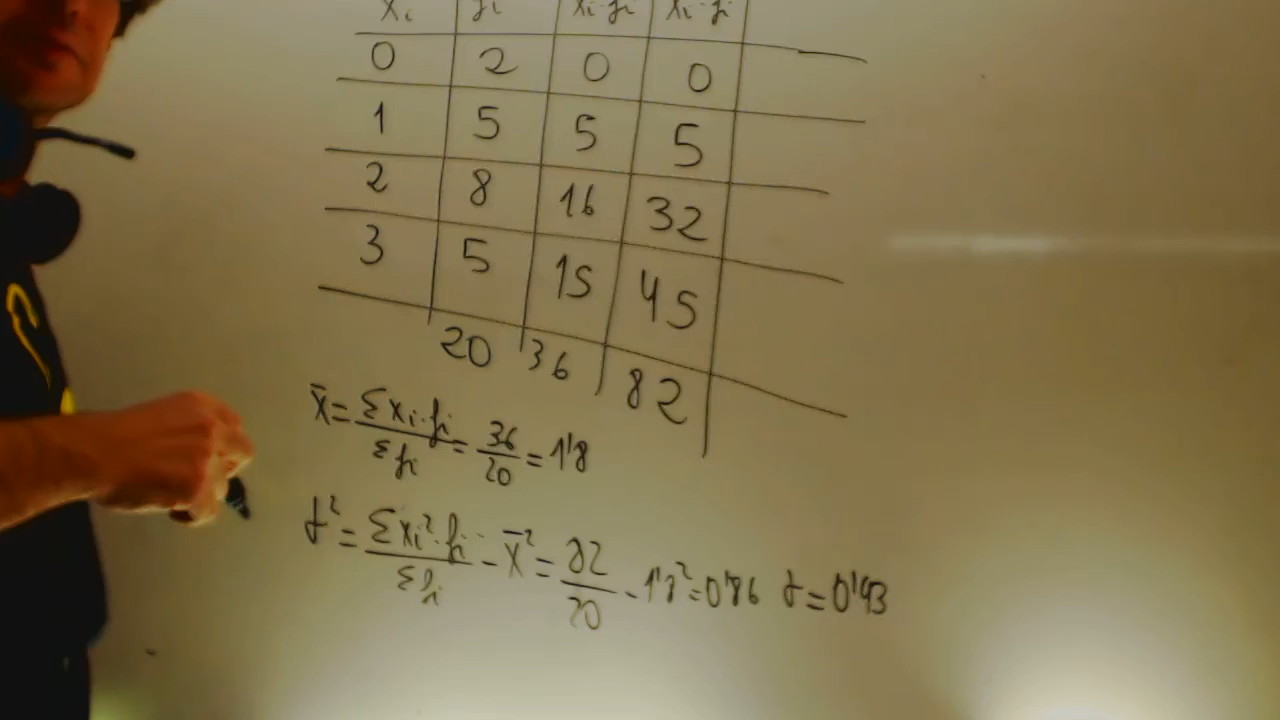 xi fi xi·fi xi·fi
0 2 0 0
1 5 5 5
2 8 16 32
3 5 15 45
20 36 82
x̄ = Σxi·fi / Σfi = 36/20 = 1'8
σ² = Σxi²·fi / Σfi - x̄² = 82/20 - 1'8² = 0'86 σ = 0'43